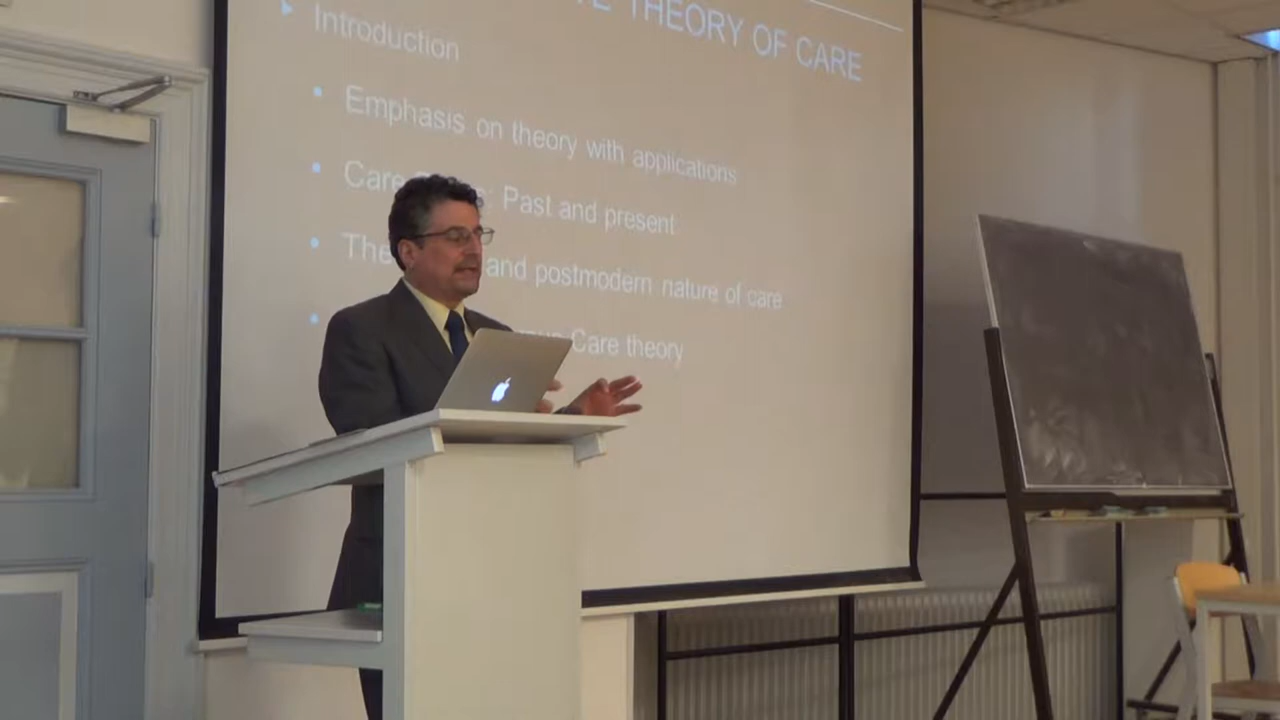 THEORY OF CARE
Introduction
Emphasis on theory with applications
Care : Past and present
and postmodern nature of care
Care theory